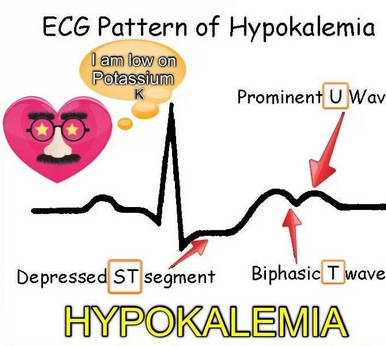 ECG Pattern of Hypokalemia
I am low on
Potassium
K
Prominent U Wav
Depressed ST segment
Biphasic T wave
HYPOKALEMIA